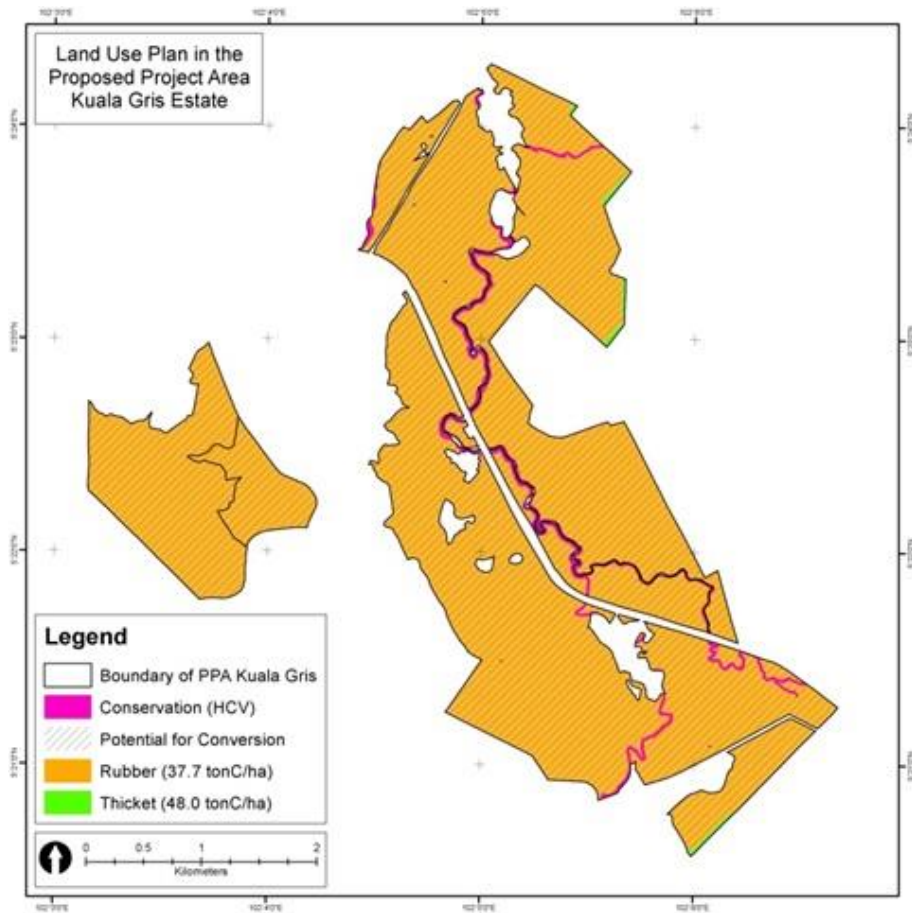 Land Use Plan in the
Proposed Project Area
Kuala Gris Estate
Legend
Boundary of PPA Kuala Gris
Conservation (HCV)
Potential for Conversion
Rubber (37.7 tonC/ha)
Thicket (48.0 tonC/ha)
0 0.5 1 2
Kilometers